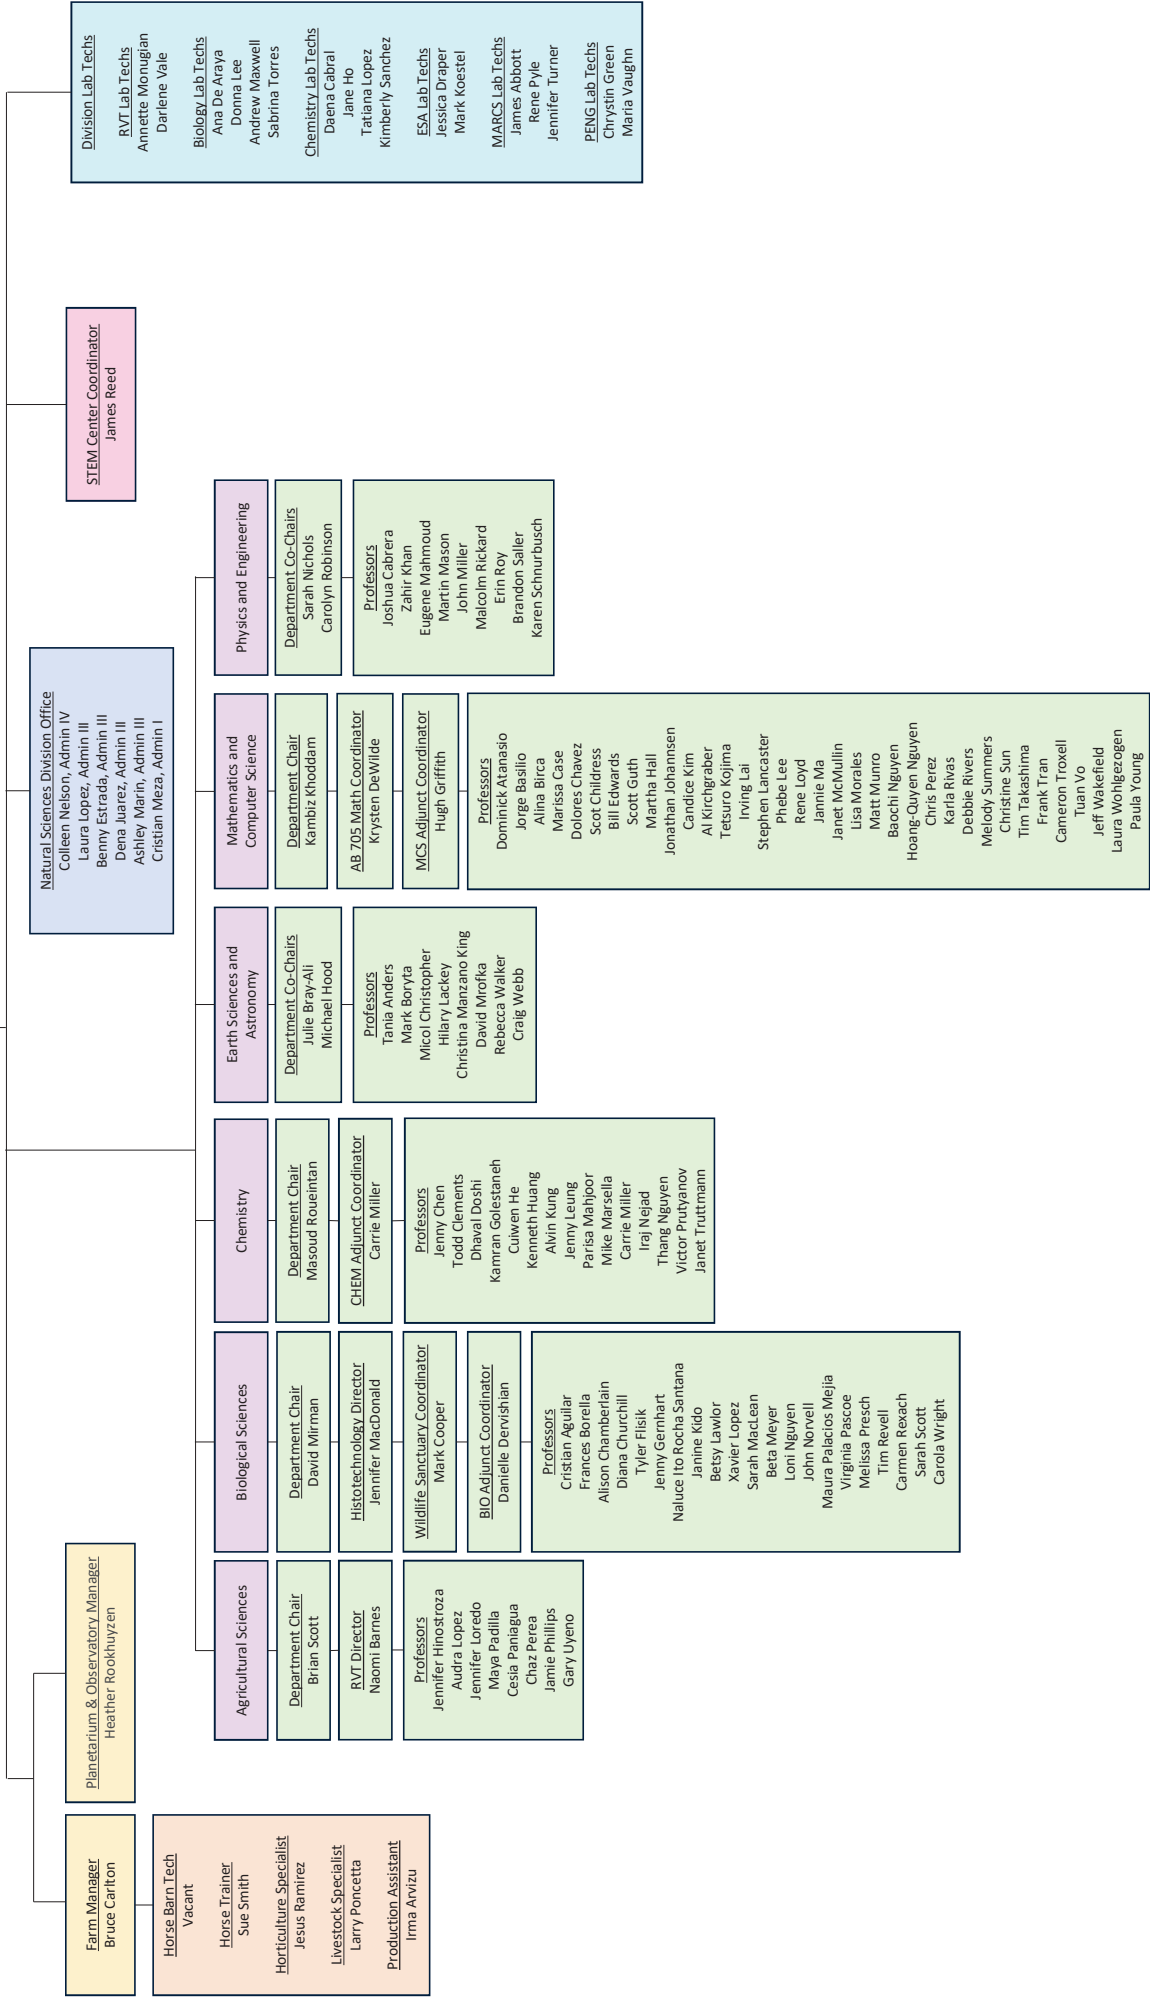 Farm Manager
Bruce Carlton
Horse Barn Tech
Vacant
Horse Trainer
Sue Smith
Horticulture Specialist
Jesus Ramirez
Livestock Specialist
Larry Poncetta
Production Assistant
Irma Arvizu
Planetarium & Observatory Manager
Heather Rookhuyzen
Natural Sciences Division Office
Colleen Nelson, Admin IV
Laura Lopez, Admin III
Benny Estrada, Admin III
Dena Juarez, Admin III
Ashley Marin, Admin III
Cristian Meza, Admin I
STEM Center Coordinator
James Reed
Division Lab Techs
RVT Lab Techs
Annette Monugian
Darlene Vale
Biology Lab Techs
Ana De Araya
Donna Lee
Andrew Maxwell
Sabrina Torres
Chemistry Lab Techs
Daena Cabral
Jane Ho
Tatiana Lopez
Kimberly Sanchez
ESA Lab Techs
Jessica Draper
Mark Koestel
MARCS Lab Techs
James Abbott
Rene Pyle
Jennifer Turner
PENG Lab Techs
Chrystin Green
Maria Vaughn
Agricultural Sciences
Department Chair
Brian Scott
RVT Director
Naomi Barnes
Professors
Jennifer Hinostroza
Audra Lopez
Jennifer Loredo
Maya Padilla
Cesia Paniagua
Chaz Perea
Jamie Phillips
Gary Uyeno
Biological Sciences
Department Chair
David Mirman
Histotechnology Director
Jennifer MacDonald
Wildlife Sanctuary Coordinator
Mark Cooper
BIO Adjunct Coordinator
Danielle Dervishian
Professors
Cristian Aguilar
Frances Borella
Alison Chamberlain
Diana Churchill
Tyler Flisik
Jenny Gernhart
Naluce Ito Rocha Santana
Janine Kido
Betsy Lawlor
Xavier Lopez
Sarah MacLean
Beta Meyer
Loni Nguyen
John Norvell
Maura Palacios Mejia
Virginia Pascoe
Melissa Presch
Tim Revell
Carmen Rexach
Sarah Scott
Carola Wright
Chemistry
Department Chair
Masoud Roueintan
CHEM Adjunct Coordinator
Carrie Miller
Professors
Jenny Chen
Todd Clements
Dhaval Doshi
Kamran Golestaneh
Cuiwen He
Kenneth Huang
Alvin Kung
Jenny Leung
Parisa Mahjoor
Mike Marsella
Carrie Miller
Iraj Nejad
Thang Nguyen
Victor Prutyanov
Janet Truttmann
Earth Sciences and
Astronomy
Department Co-Chairs
Julie Bray-Ali
Michael Hood
Professors
Tania Anders
Mark Boryta
Micol Christopher
Hilary Lackey
Christina Manzano King
David Mrofka
Rebecca Walker
Craig Webb
Mathematics and
Computer Science
Department Chair
Kambiz Khoddam
AB 705 Math Coordinator
Krysten DeWilde
MCS Adjunct Coordinator
Hugh Griffith
Professors
Dominick Atanasio
Jorge Basilio
Alina Birca
Marissa Case
Dolores Chavez
Scot Childress
Bill Edwards
Scott Guth
Martha Hall
Jonathan Johannsen
Candice Kim
Al Kirchgraber
Tetsuro Kojima
Irving Lai
Stephen Lancaster
Phebe Lee
Rene Loyd
Jannie Ma
Janet McMullin
Lisa Morales
Matt Munro
Baochi Nguyen
Hoang-Quyen Nguyen
Chris Perez
Karla Rivas
Debbie Rivers
Melody Summers
Christine Sun
Tim Takashima
Frank Tran
Cameron Troxell
Tuan Vo
Jeff Wakefield
Laura Wohlgezogen
Paula Young
Physics and Engineering
Department Co-Chairs
Sarah Nichols
Carolyn Robinson
Professors
Joshua Cabrera
Zahir Khan
Eugene Mahmoud
Martin Mason
John Miller
Malcolm Rickard
Erin Roy
Brandon Saller
Karen Schnurbusch